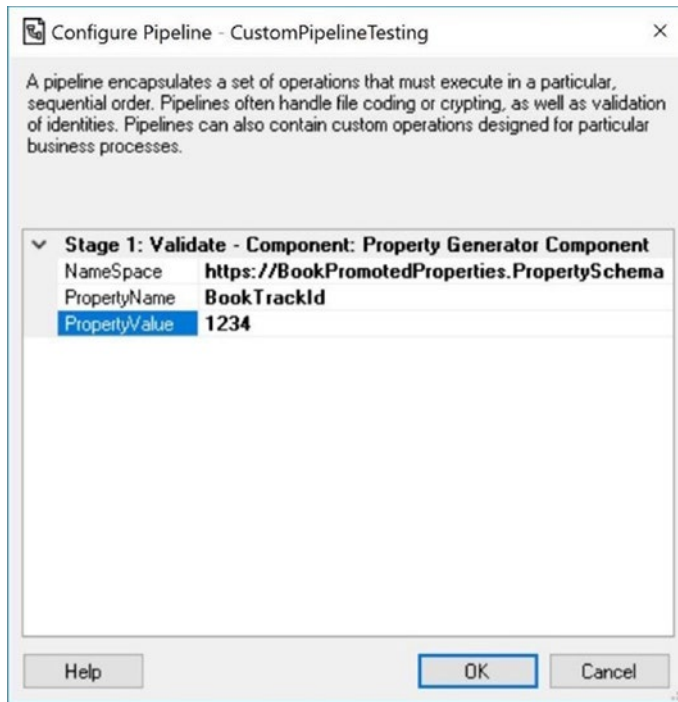 Configure Pipeline - CustomPipelineTesting
A pipeline encapsulates a set of operations that must execute in a particular,
sequential order. Pipelines often handle file coding or crypting, as well as validation
of identities. Pipelines can also contain custom operations designed for particular
business processes.
Stage 1: Validate - Component: Property Generator Component
NameSpace https://BookPromotedProperties.PropertySchema
PropertyName BookTrackId
PropertyValue 1234
Help OK Cancel